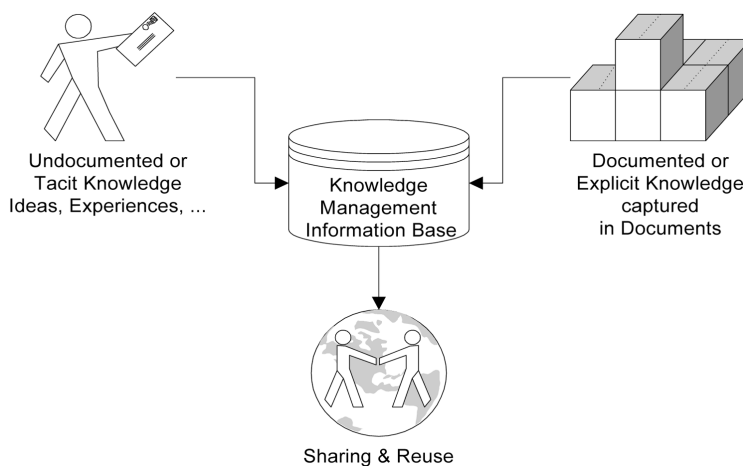 Undocumented or
Tacit Knowledge
Ideas, Experiences, ...
Knowledge
Management
Information Base
Documented or
Explicit Knowledge
captured
in Documents
Sharing & Reuse